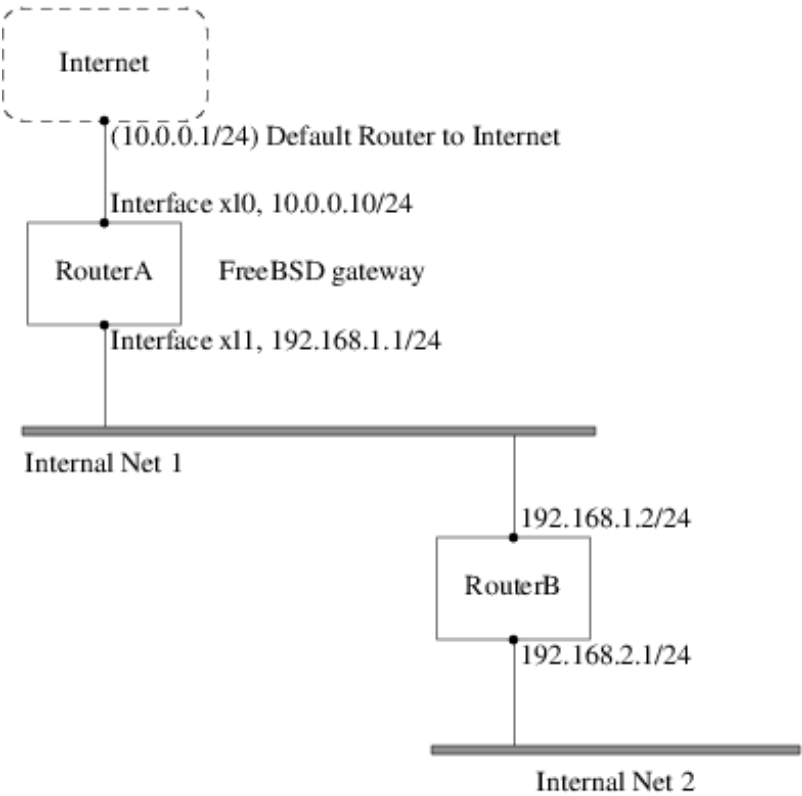 Internet
(10.0.0.1/24) Default Router to Internet
Interface xl0, 10.0.0.10/24
RouterA
FreeBSD gateway
Interface xl1, 192.168.1.1/24
Internal Net 1
192.168.1.2/24
RouterB
192.168.2.1/24
Internal Net 2